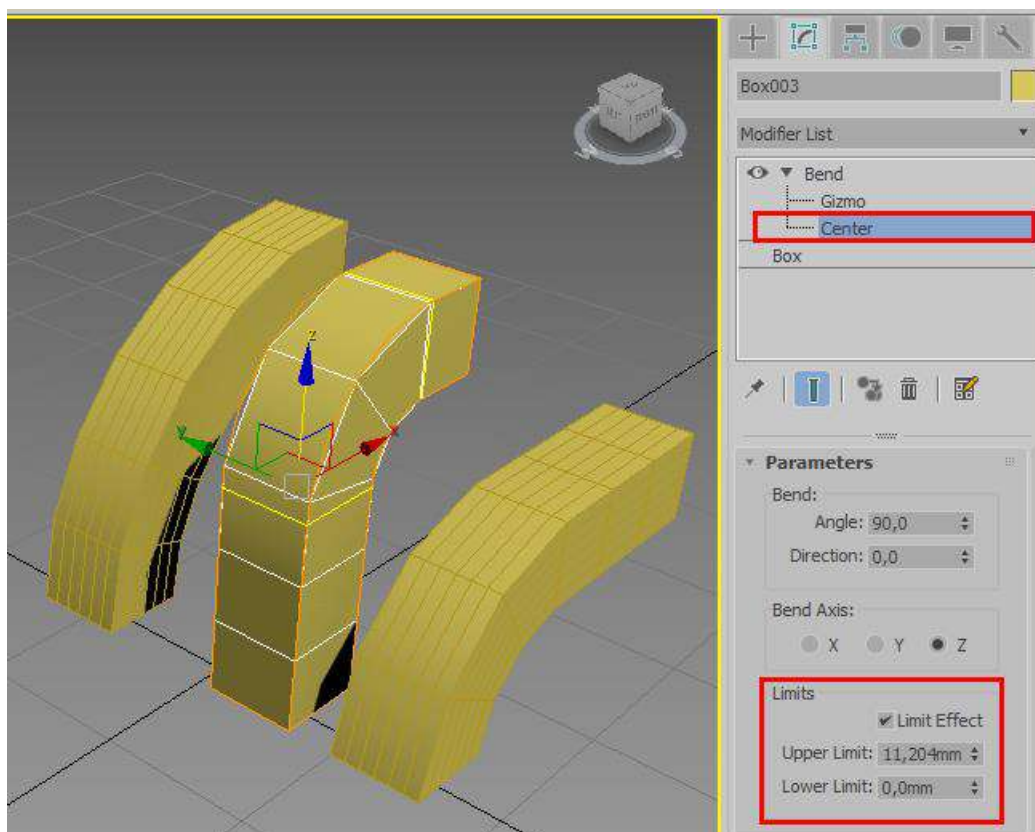 Box003
Modifier List
Bend
Gizmo
Center
Box
z
y
x
Parameters
Bend:
Angle: 90,0
Direction: 0,0
Bend Axis:
X Y Z
Limits
Limit Effect
Upper Limit: 11,204mm
Lower Limit: 0,0mm